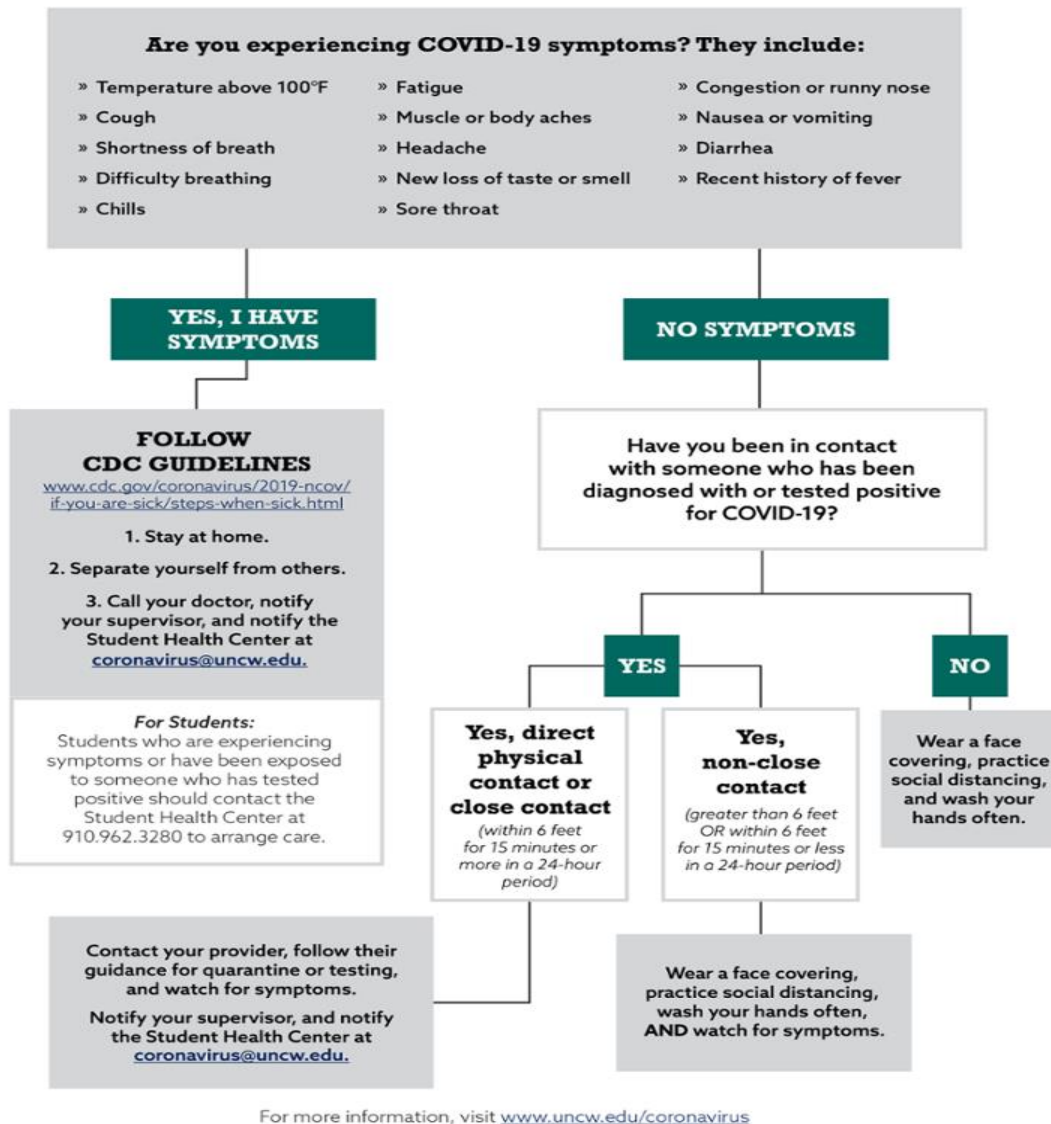 Are you experiencing COVID-19 symptoms? They include:
» Temperature above 100°F
» Cough
» Shortness of breath
» Difficulty breathing
» Chills
» Fatigue
» Muscle or body aches
» Headache
» New loss of taste or smell
» Sore throat
» Congestion or runny nose
» Nausea or vomiting
» Diarrhea
» Recent history of fever
YES, I HAVE
SYMPTOMS
FOLLOW
CDC GUIDELINES
www.cdc.gov/coronavirus/2019-ncov/
if-you-are-sick/steps-when-sick.html
1. Stay at home.
2. Separate yourself from others.
3. Call your doctor, notify
your supervisor, and notify the
Student Health Center at
coronavirus@uncw.edu.
For Students:
Students who are experiencing
symptoms or have been exposed
to someone who has tested
positive should contact the
Student Health Center at
910.962.3280 to arrange care.
NO SYMPTOMS
Have you been in contact
with someone who has been
diagnosed with or tested positive
for COVID-19?
YES
Yes, direct
physical
contact or
close contact
(within 6 feet
for 15 minutes or
more in a 24-hour
period)
Contact your provider, follow their
guidance for quarantine or testing,
and watch for symptoms.
Notify your supervisor, and notify
the Student Health Center at
coronavirus@uncw.edu.
Yes,
non-close
contact
(greater than 6 feet
OR within 6 feet
for 15 minutes or less
in a 24-hour period)
Wear a face covering,
practice social distancing,
wash your hands often,
AND watch for symptoms.
NO
Wear a face
covering, practice
social distancing,
and wash your
hands often.
For more information, visit www.uncw.edu/coronavirus